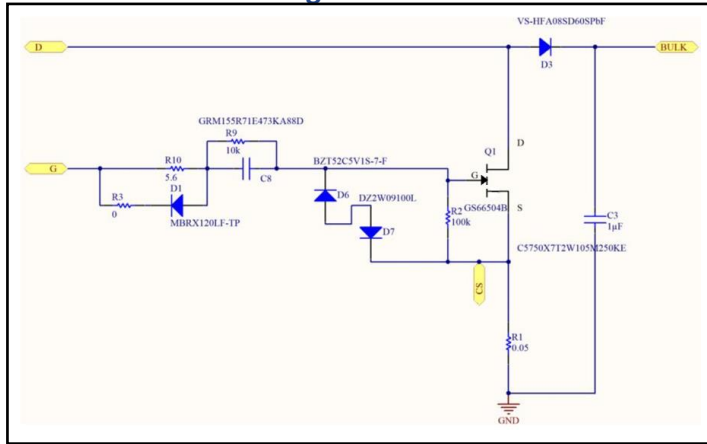 VS-HFA08SD60SPbF
D
BULK
D3
GRM155R71E473KA88D
R9
10k
D
Q1
BZT52C5V1S-7-F
G
R10
5.6
C8
G
D1
D6
DZ2W09100L
R3
0
R2
100k
GS66504B
S
MBRX120LF-TP
D7
C3
1µF
C5750X7T2W105M250KE
CS
R1
0.05
GND